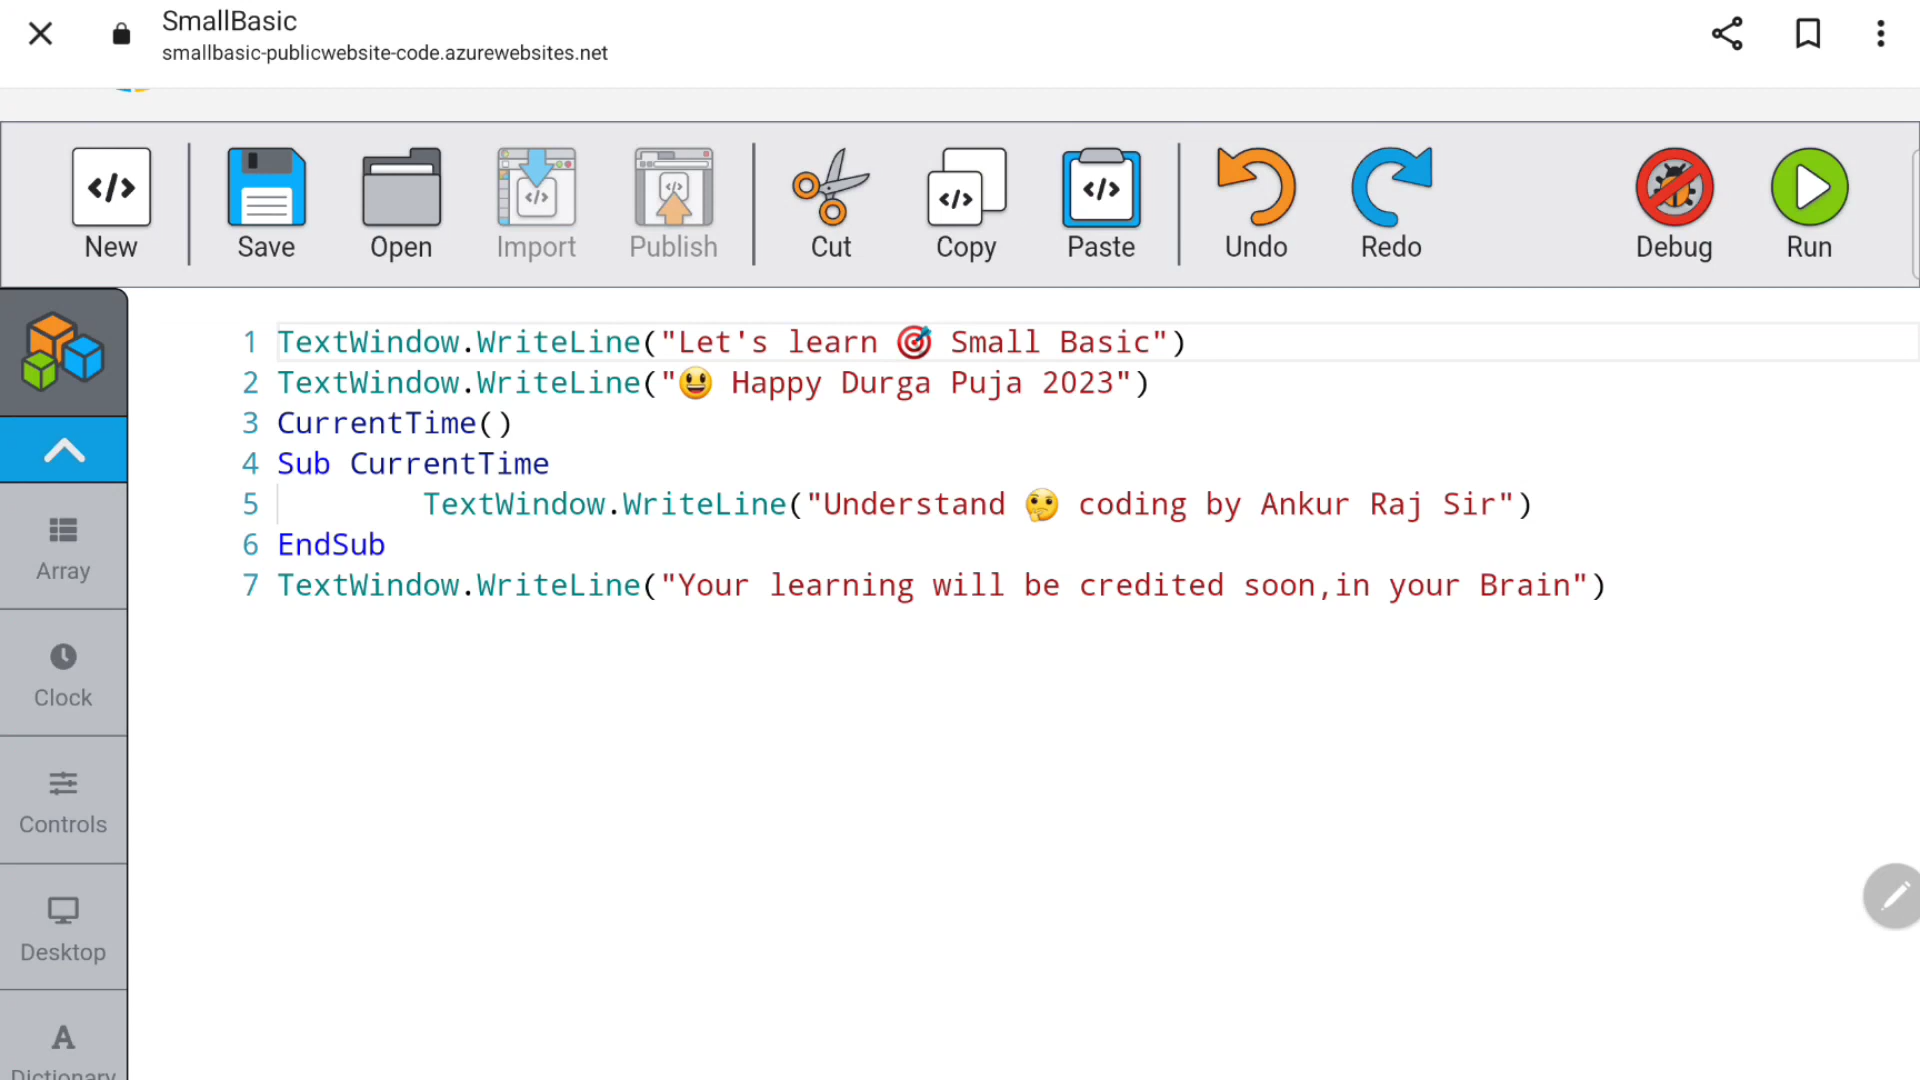 SmallBasic
smallbasic-publicwebsite-code.azurewebsites.net
New
Save
Open
Import
Publish
Cut
Copy
Paste
Undo
Redo
Debug
Run
1 TextWindow.WriteLine("Let's learn 🎯 Small Basic")
2 TextWindow.WriteLine("😃 Happy Durga Puja 2023")
3 CurrentTime()
4 Sub CurrentTime
5 TextWindow.WriteLine("Understand 🤔 coding by Ankur Raj Sir")
6 EndSub
7 TextWindow.WriteLine("Your learning will be credited soon,in your Brain")
Array
Clock
Controls
Desktop
Dictionary